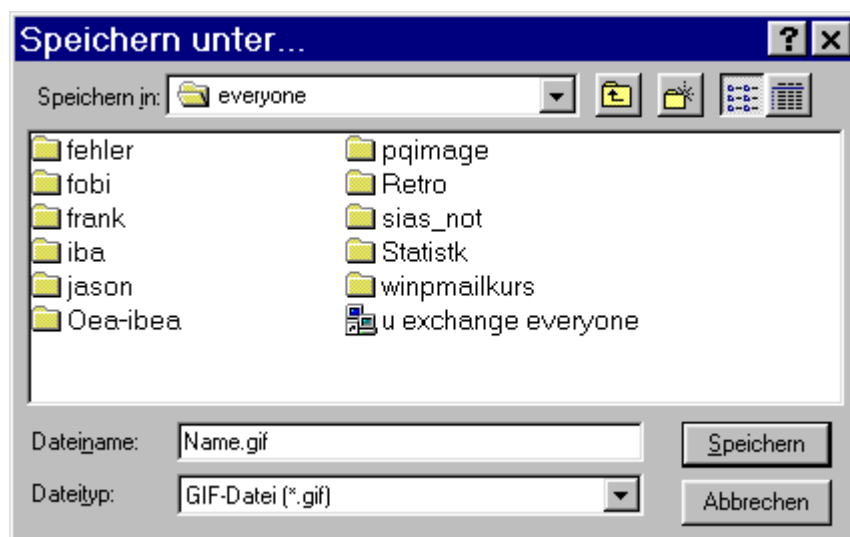 Speichern unter...
Speichern in: everyone
fehler
fobi
frank
iba
jason
Oea-ibea
pqimage
Retro
sias_not
Statistk
winpmailkurs
u exchange everyone
Dateiname: Name.gif
Speichern
Dateityp: GIF-Datei (*.gif)
Abbrechen